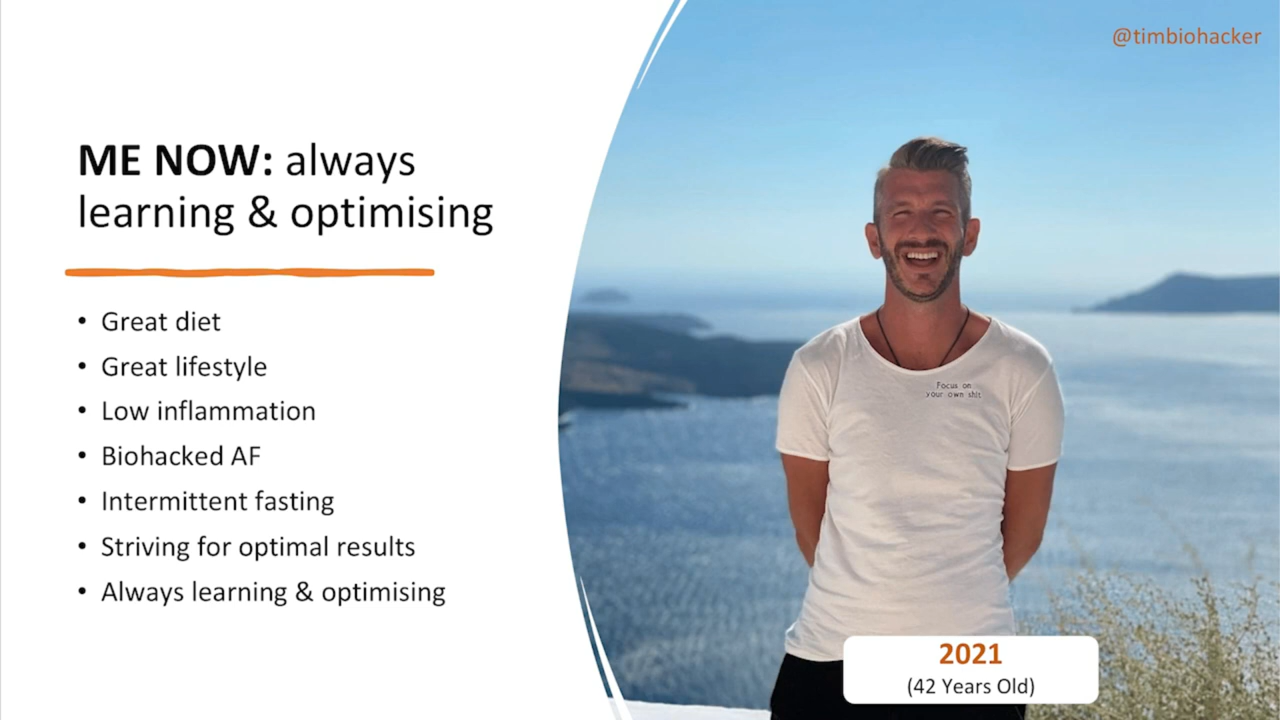 @timbiohacker
ME NOW: always
learning & optimising
• Great diet
• Great lifestyle
• Low inflammation
• Biohacked AF
• Intermittent fasting
• Striving for optimal results
• Always learning & optimising
Focus on
your own shit
2021
(42 Years Old)